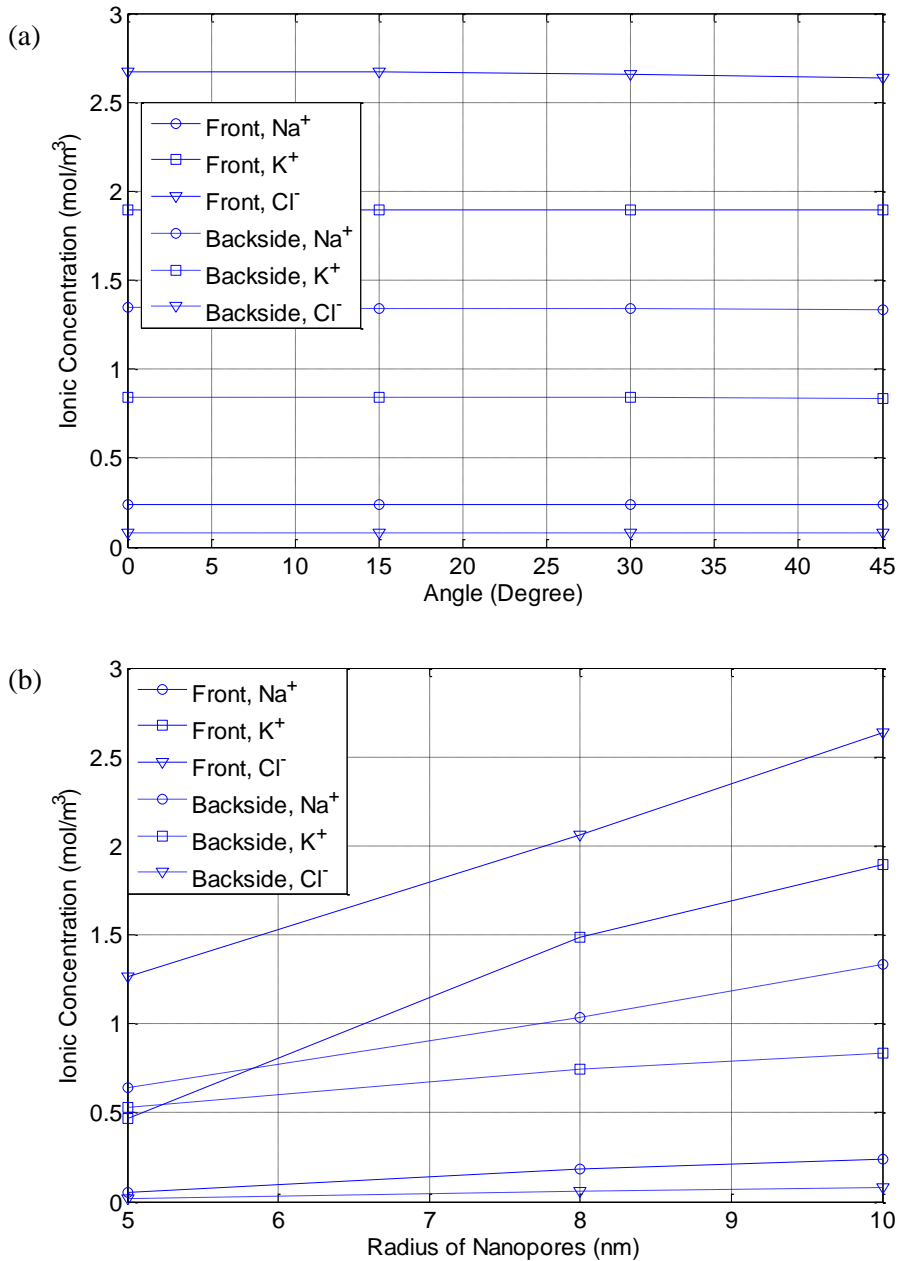 (a)
3
2.5
2
1.5
1
0.5
0
Ionic Concentration (mol/m³)
Front, Na⁺
Front, K⁺
Front, Cl⁻
Backside, Na⁺
Backside, K⁺
Backside, Cl⁻
0 5 10 15 20 25 30 35 40 45
Angle (Degree)
(b)
3
2.5
2
1.5
1
0.5
0
Ionic Concentration (mol/m³)
Front, Na⁺
Front, K⁺
Front, Cl⁻
Backside, Na⁺
Backside, K⁺
Backside, Cl⁻
5 6 7 8 9 10
Radius of Nanopores (nm)